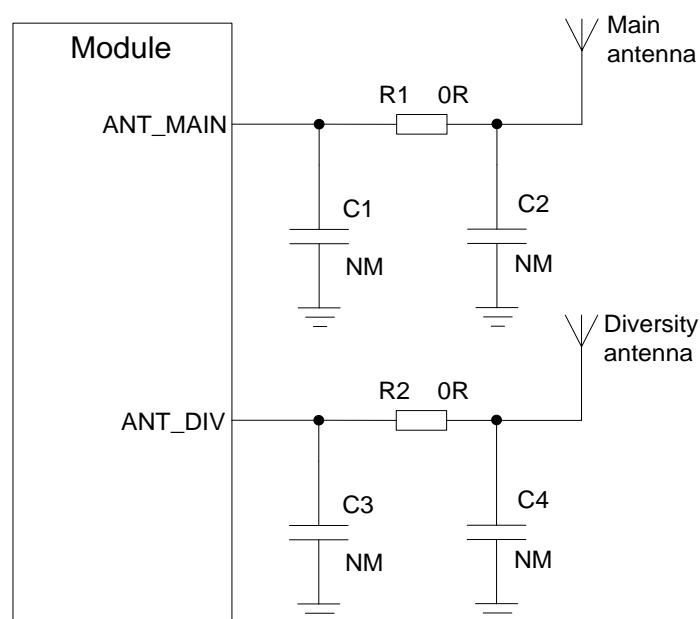 Module
Main
antenna
R1 0R
ANT_MAIN
C1
C2
NM
NM
Diversity
antenna
R2 0R
ANT_DIV
C3
C4
NM
NM